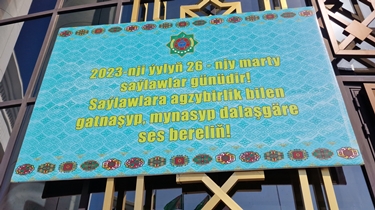 2023-nji ýylyň 26 - njy marty
saýlawlar günüdir!
Saýlawlara agzybirlik bilen
gatnaşyp, mynasyp dalaşgäre
ses bereliň!